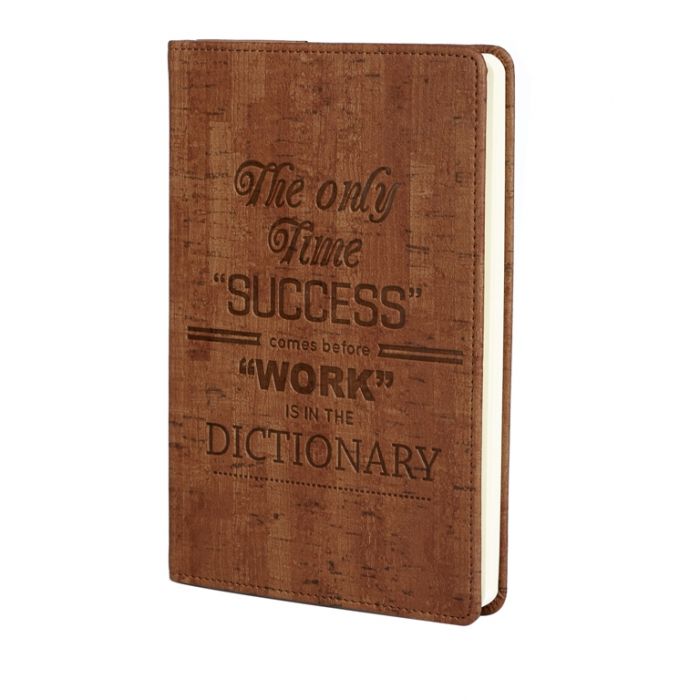 The only
Time
“SUCCESS”
comes before
“WORK”
IS IN THE
DICTIONARY